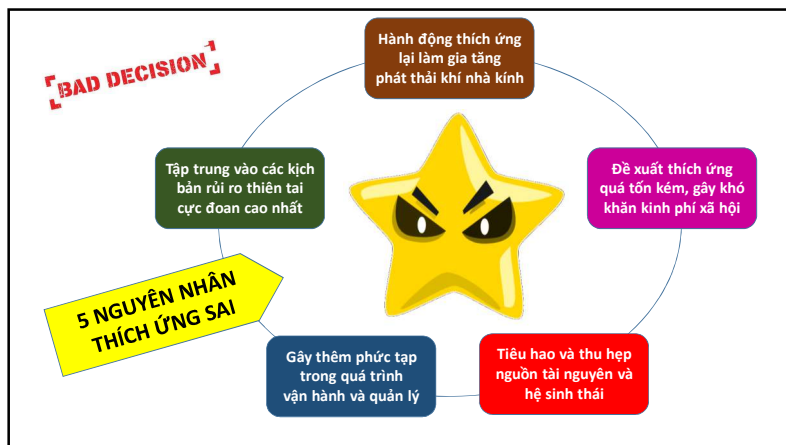 BAD DECISION
Hành động thích ứng
lại làm gia tăng
phát thải khí nhà kính
Tập trung vào các kịch
bản rủi ro thiên tai
cực đoan cao nhất
Đề xuất thích ứng
quá tốn kém, gây khó
khăn kinh phí xã hội
5 NGUYÊN NHÂN
THÍCH ỨNG SAI
Gây thêm phức tạp
trong quá trình
vận hành và quản lý
Tiêu hao và thu hẹp
nguồn tài nguyên và
hệ sinh thái